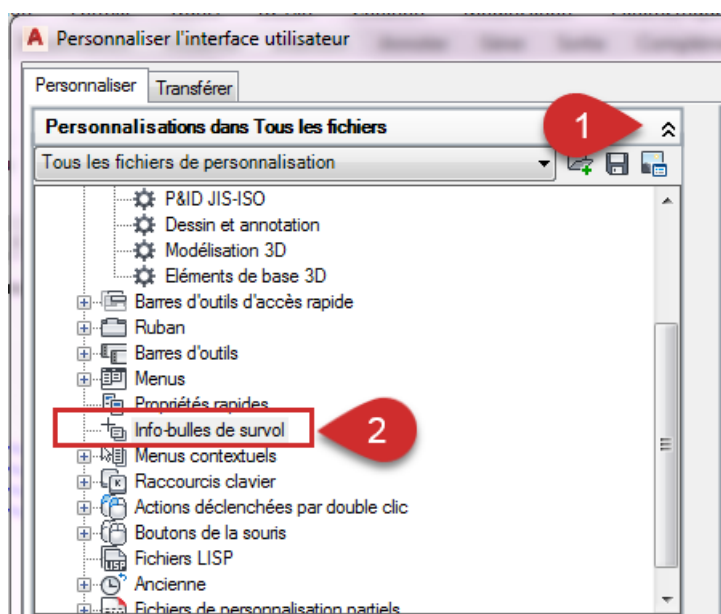 Personnaliser l'interface utilisateur
Personnaliser
Transférer
Personnalisations dans Tous les fichiers
1
Tous les fichiers de personnalisation
P&ID JIS-ISO
Dessin et annotation
Modélisation 3D
Eléments de base 3D
Barres d'outils d'accès rapide
Ruban
Barres d'outils
Menus
Propriétés rapides
Info-bulles de survol
2
Menus contextuels
Raccourcis clavier
Actions déclenchées par double clic
Boutons de la souris
Fichiers LISP
Ancienne
Fichiers de personnalisation partiels